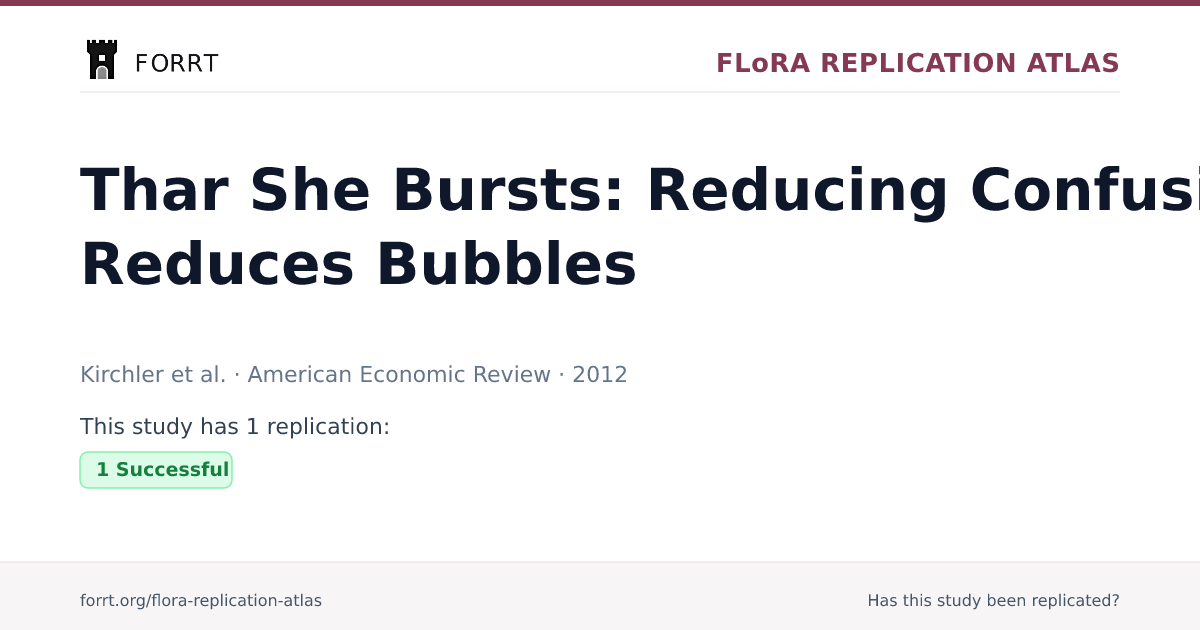 FORRT
FLoRA REPLICATION ATLAS
Thar She Bursts: Reducing Confusi
Reduces Bubbles
Kirchler et al. · American Economic Review · 2012
This study has 1 replication:
1 Successful
forrt.org/flora-replication-atlas
Has this study been replicated?